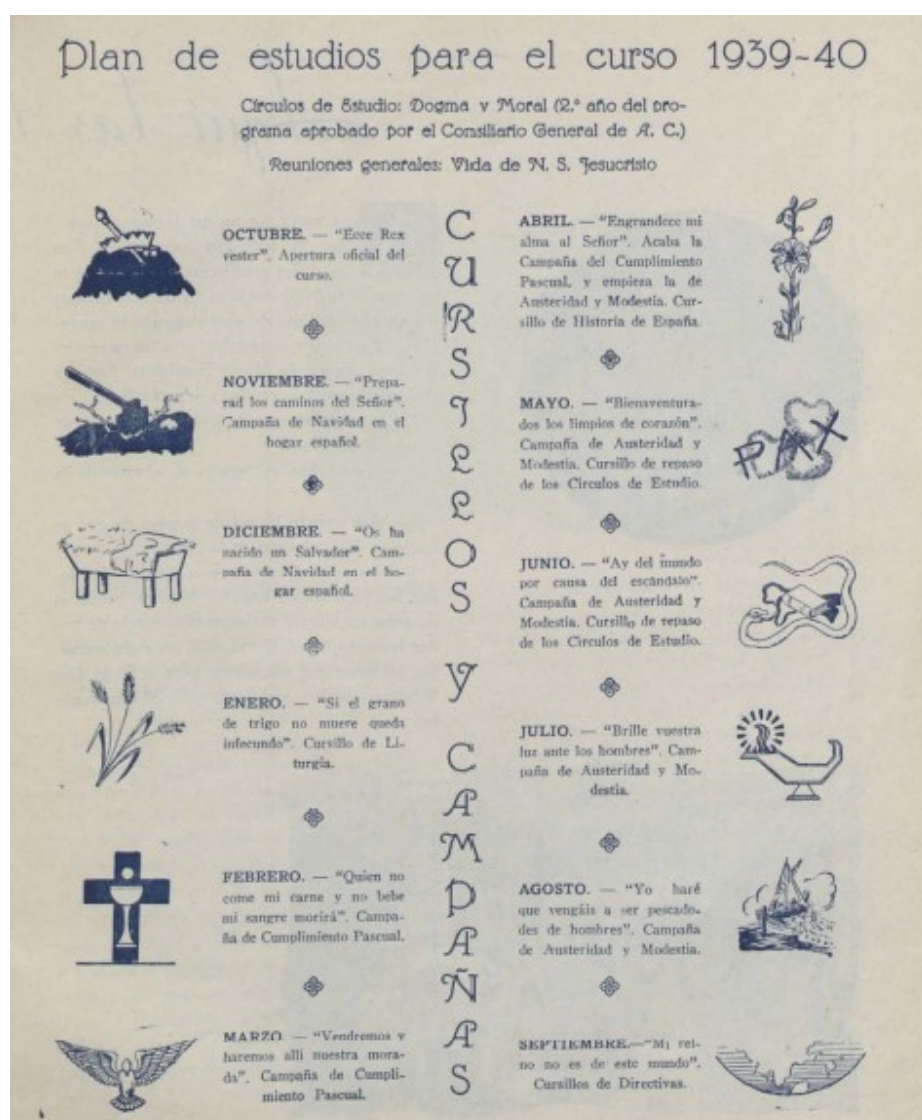 Plan de estudios para el curso 1939-40
Círculos de Estudio: Dogma y Moral (2.º año del pro-
grama aprobado por el Consiliario General de A. C.)
Reuniones generales: Vida de N. S. Jesucristo
OCTUBRE. — "Ecce Rex
vester". Apertura oficial del
curso.
NOVIEMBRE. — "Prepa-
rad los caminos del Señor".
Campaña de Navidad en el
hogar español.
DICIEMBRE. — "Os ha
nacido un Salvador". Cam-
paña de Navidad en el ho-
gar español.
ENERO. — "Si el grano
de trigo no muere queda
infecundo". Cursillo de Li-
turgia.
FEBRERO. — "Quien no
come mi carne y no bebe
mi sangre morirá". Campa-
ña de Cumplimiento Pascual.
MARZO. — "Vendremos y
haremos allí nuestra mora-
da". Campaña de Cumpli-
miento Pascual.
CURSILLOS Y CAMPAÑAS
ABRIL. — "Engrandece mi
alma al Señor". Acaba la
Campaña del Cumplimiento
Pascual, y empieza la de
Austeridad y Modestia. Cur-
sillo de Historia de España.
MAYO. — "Bienaventura-
dos los limpios de corazón".
Campaña de Austeridad y
Modestia. Cursillo de repaso
de los Círculos de Estudio.
PAX
JUNIO. — "Ay del mundo
por causa del escándalo".
Campaña de Austeridad y
Modestia. Cursillo de repaso
de los Círculos de Estudio.
JULIO. — "Brille vuestra
luz ante los hombres". Cam-
paña de Austeridad y Mo-
destia.
AGOSTO. — "Yo haré
que vengáis a ser pescado-
des de hombres". Campaña
de Austeridad y Modestia.
SEPTIEMBRE.—"Mi rei-
no no es de este mundo".
Cursillos de Directivas.